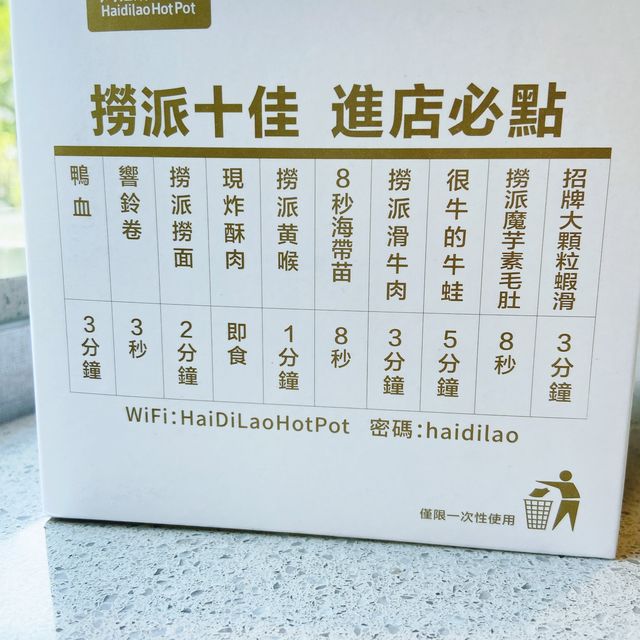 HaidilaoHotPot
撈派十佳 進店必點
招牌大顆粒蝦滑
3分鐘
撈派魔芋素毛肚
8秒
很牛的牛蛙
5分鐘
撈派滑牛肉
3分鐘
8秒海帶苗
8秒
撈派黄喉
1分鐘
現炸酥肉
即食
撈派撈面
2分鐘
響鈴卷
3秒
鴨血
3分鐘
WiFi:HaiDiLaoHotPot 密碼:haidilao
僅限一次性使用